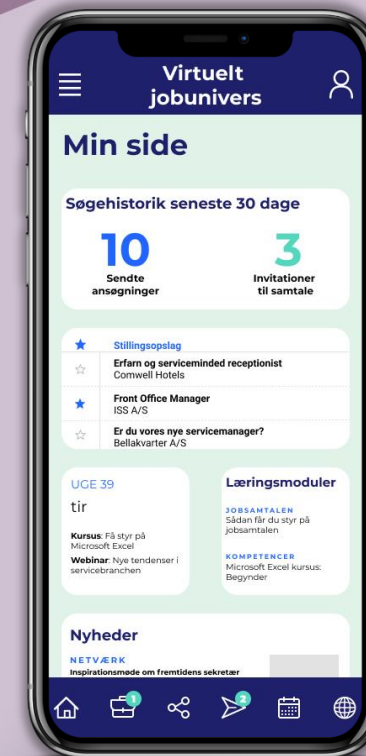 Virtuelt
jobunivers
Min side
Søgehistorik seneste 30 dage
10
Sendte
ansøgninger
3
Invitationer
til samtale
Stillingsopslag
Erfarn og serviceminded receptionist
Comwell Hotels
Front Office Manager
ISS A/S
Er du vores nye servicemanager?
Bellakvarter A/S
UGE 39
tir
Kursus: Få styr på
Microsoft Excel
Webinar: Nye tendenser i
servicebranchen
Læringsmoduler
JOBSAMTALEN
Sådan får du styr på
jobsamtalen
KOMPETENCER
Microsoft Excel kursus:
Begynder
Nyheder
NETVÆRK
Inspirationsmøde om fremtidens sekretær
1
2